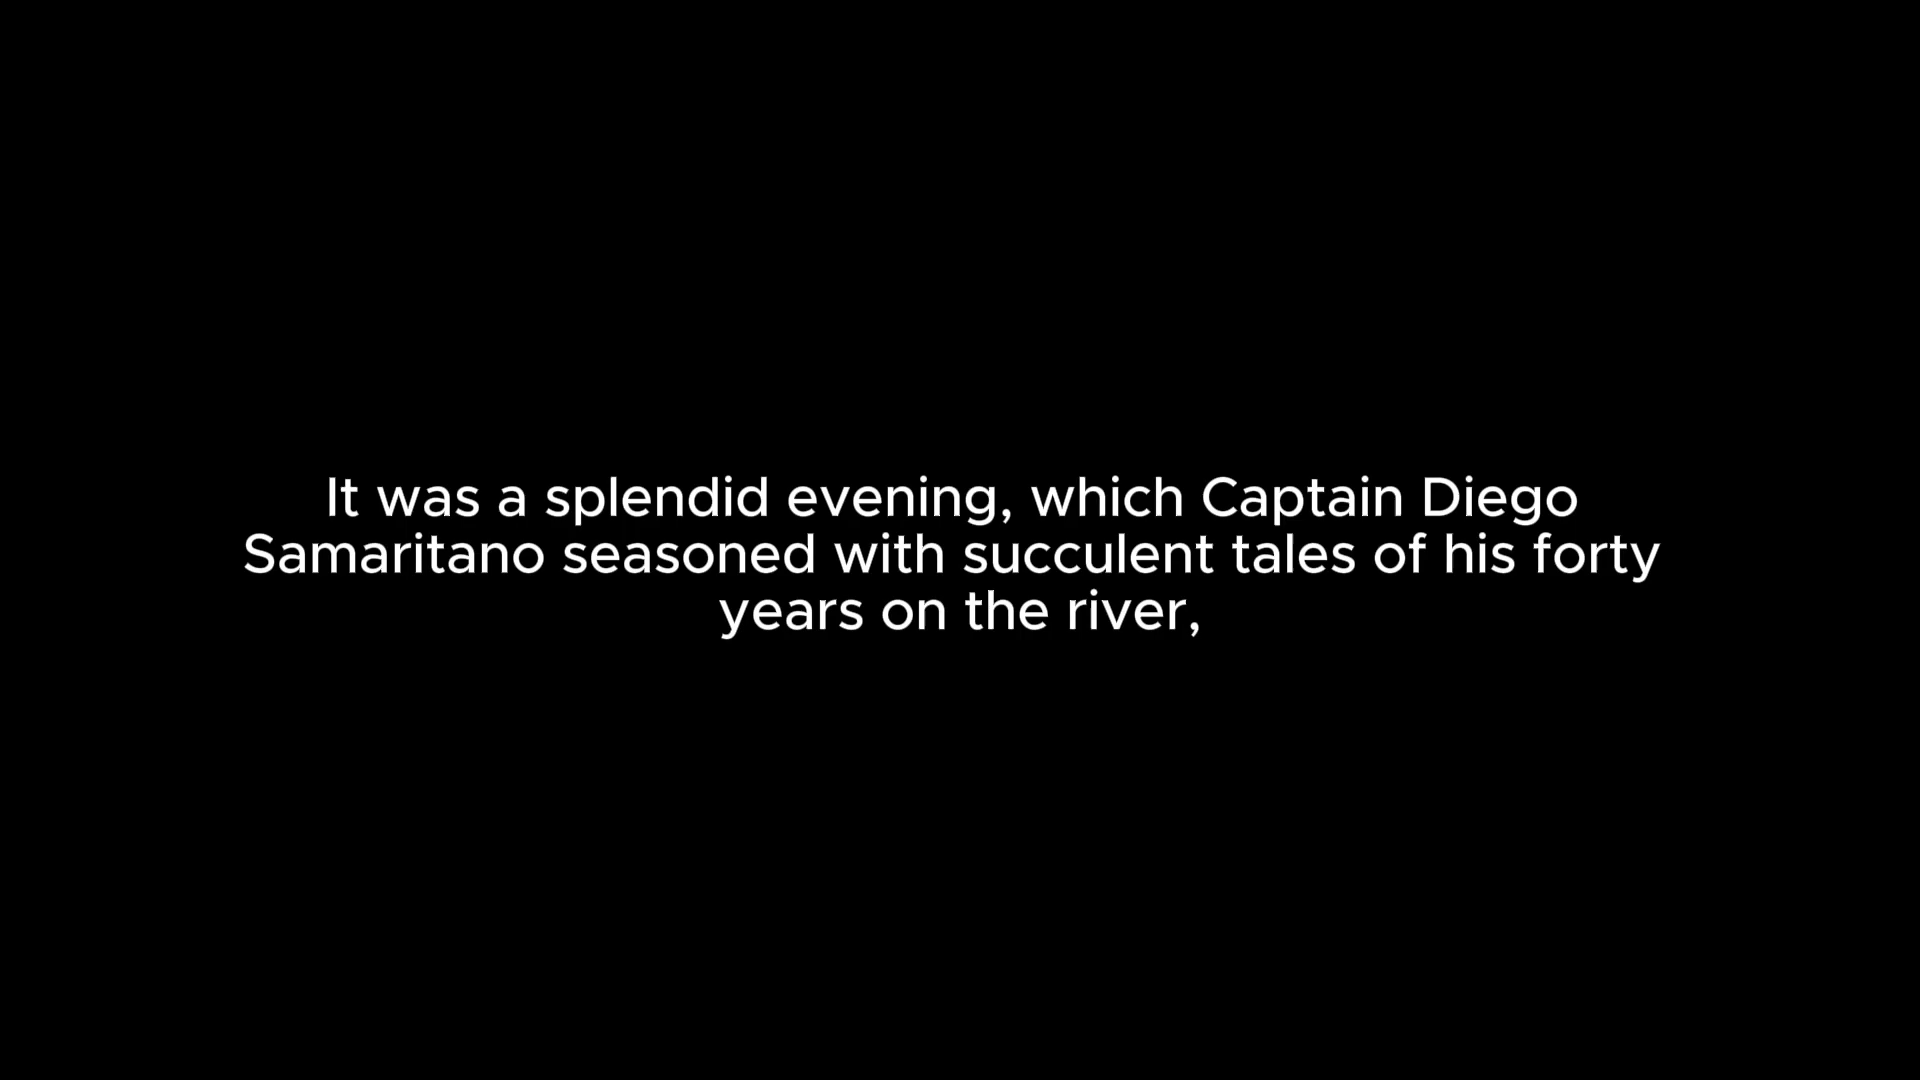 It was a splendid evening, which Captain Diego
Samaritano seasoned with succulent tales of his forty
years on the river,